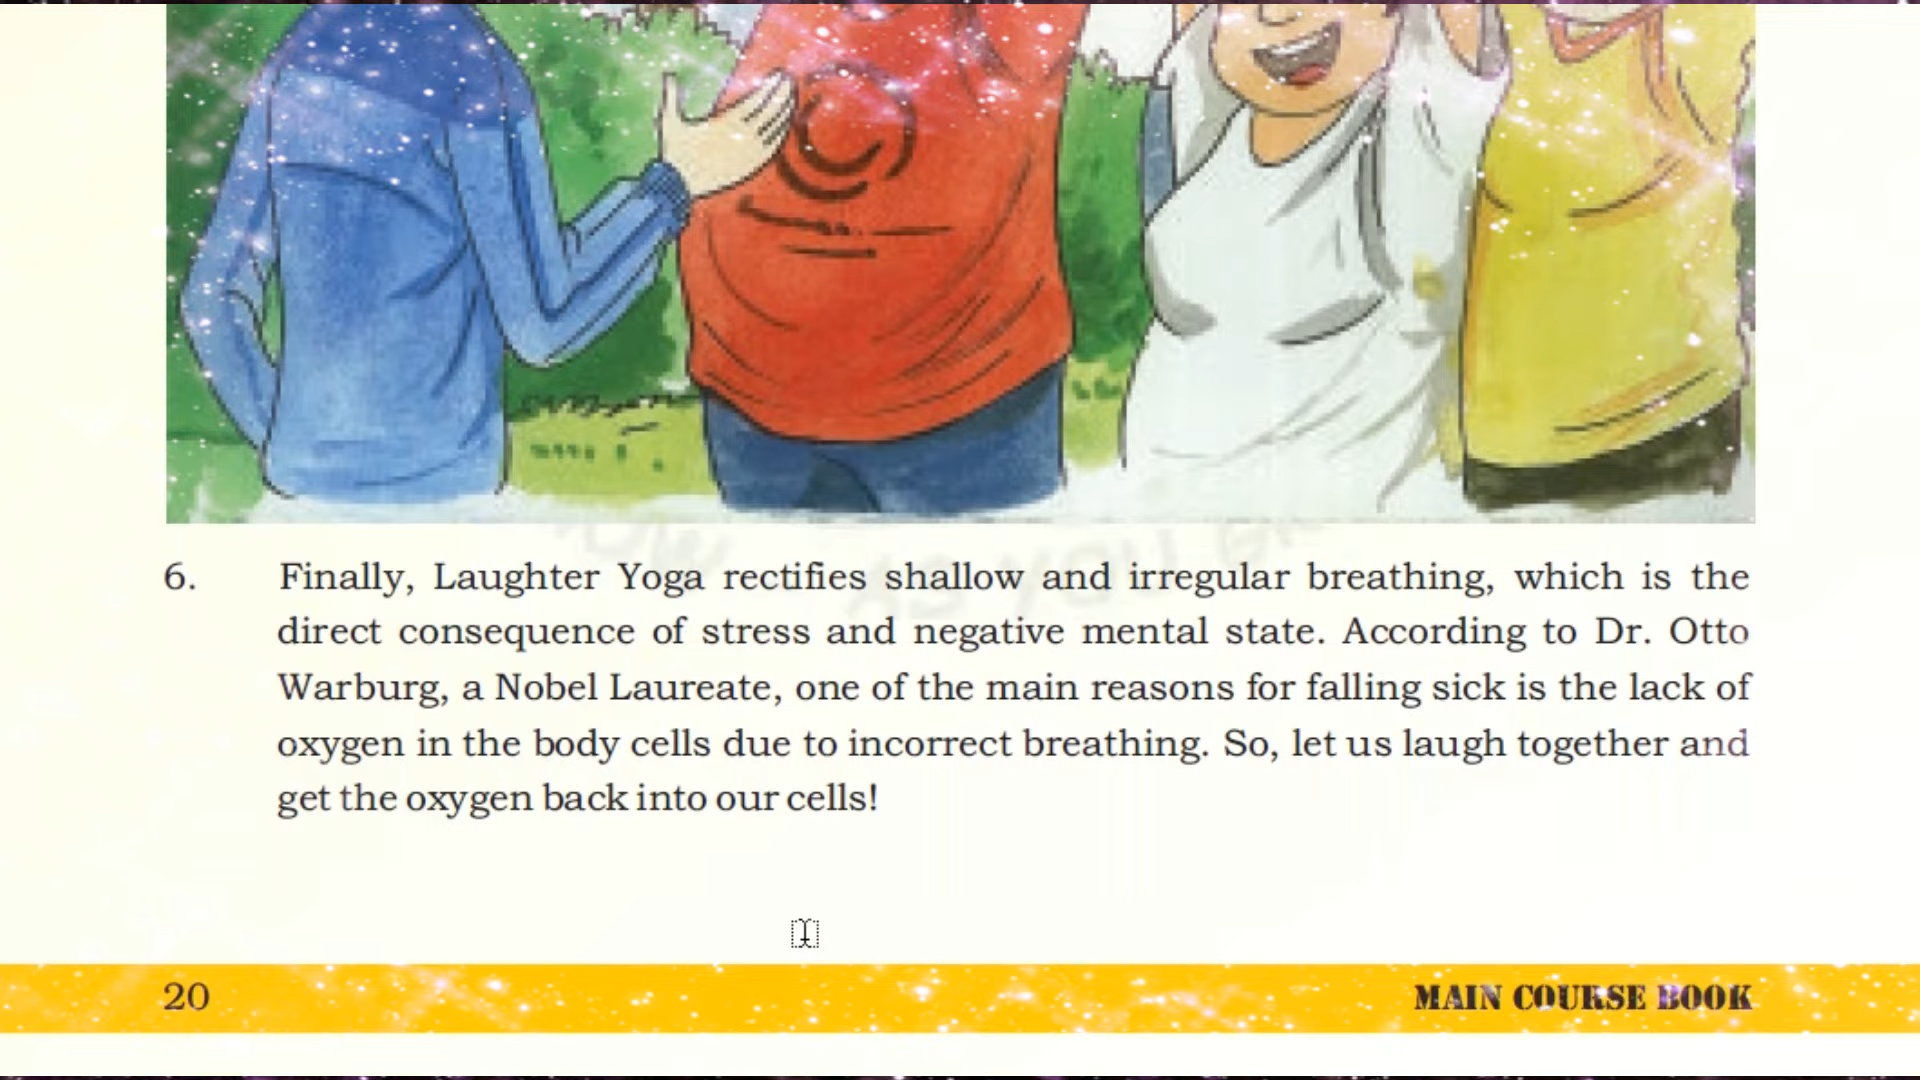 6. Finally, Laughter Yoga rectifies shallow and irregular breathing, which is the
direct consequence of stress and negative mental state. According to Dr. Otto
Warburg, a Nobel Laureate, one of the main reasons for falling sick is the lack of
oxygen in the body cells due to incorrect breathing. So, let us laugh together and
get the oxygen back into our cells!
20 MAIN COURSE BOOK